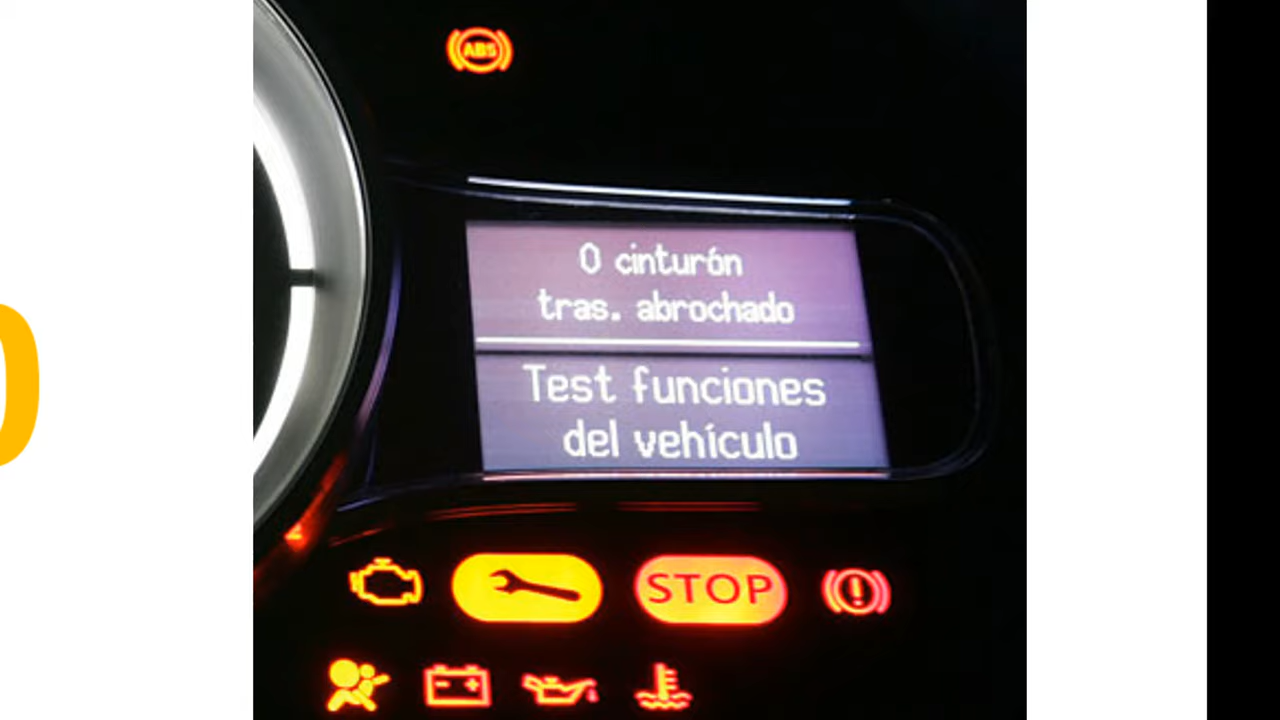 ABS
0 cinturón
tras. abrochado
Test funciones
del vehículo
STOP